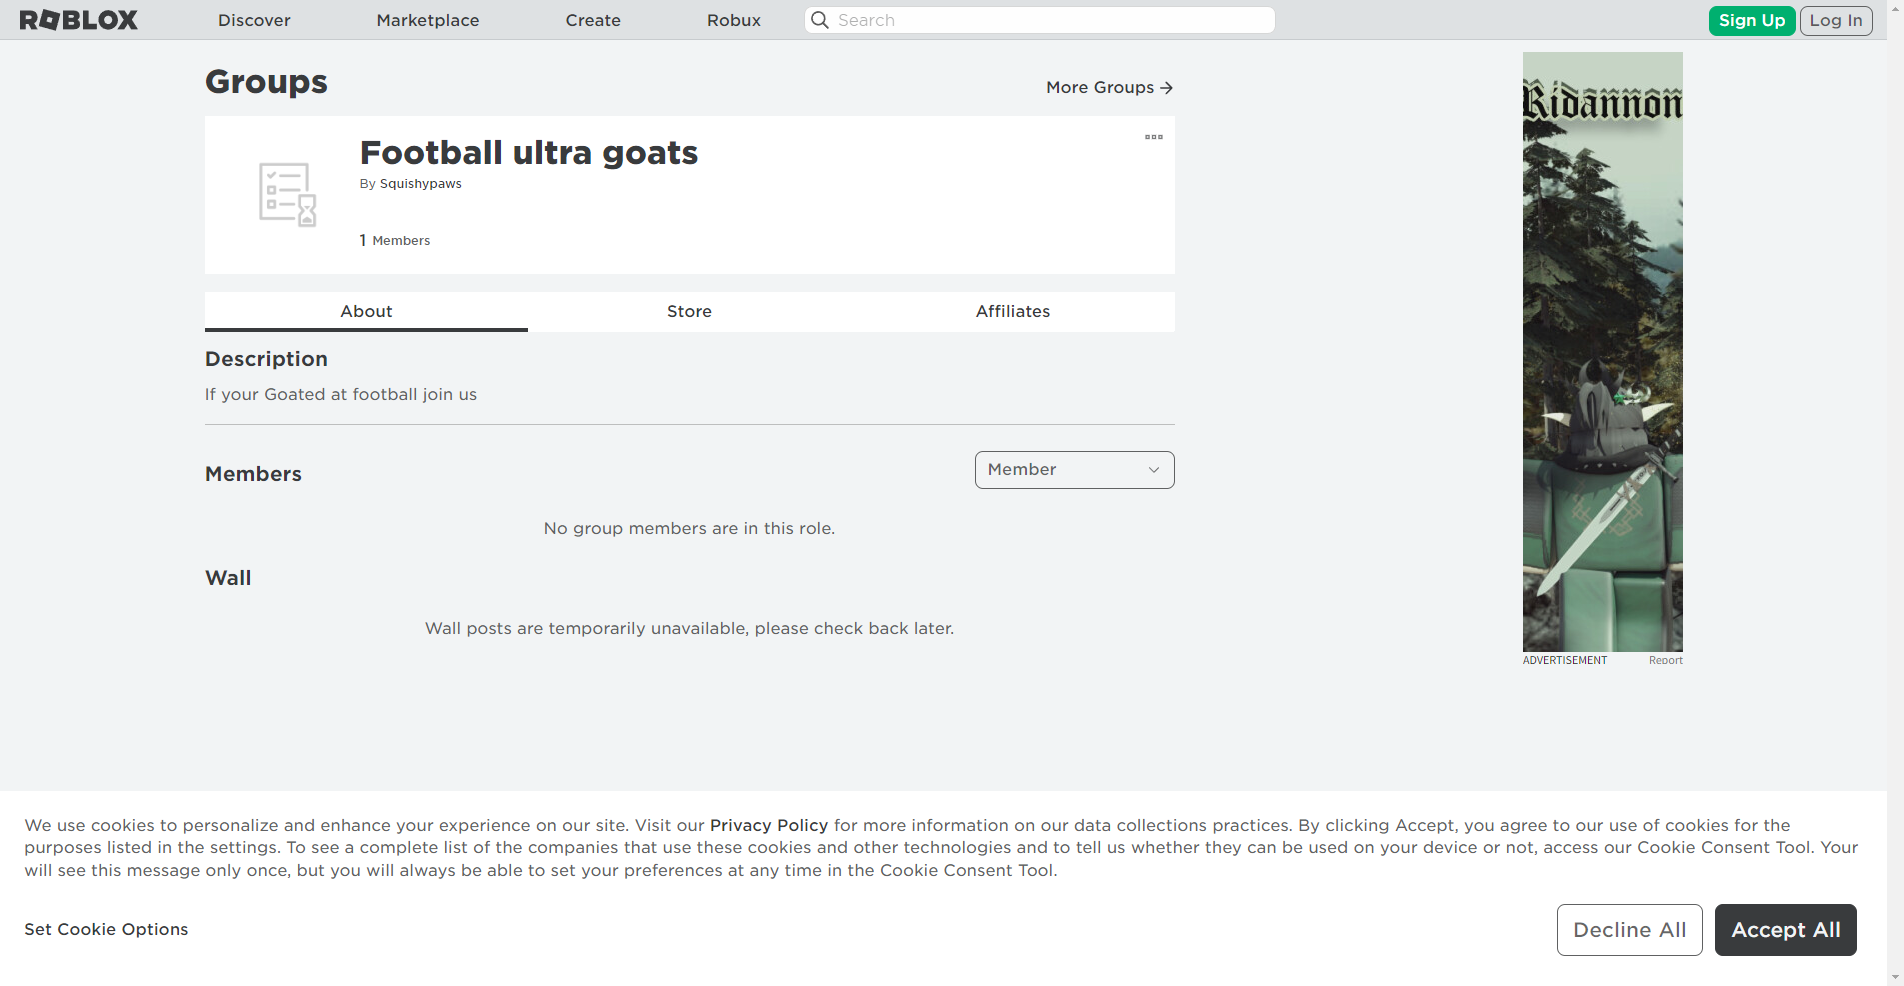 ROBLOX Discover Marketplace Create Robux Search Sign Up Log In
Groups
More Groups
Football ultra goats
By Squishypaws
1 Members
About Store Affiliates
Description
If your Goated at football join us
Members
Member
No group members are in this role.
Wall
Wall posts are temporarily unavailable, please check back later.
Ridannon
ADVERTISEMENT Report
We use cookies to personalize and enhance your experience on our site. Visit our Privacy Policy for more information on our data collections practices. By clicking Accept, you agree to our use of cookies for the
purposes listed in the settings. To see a complete list of the companies that use these cookies and other technologies and to tell us whether they can be used on your device or not, access our Cookie Consent Tool. Your
will see this message only once, but you will always be able to set your preferences at any time in the Cookie Consent Tool.
Set Cookie Options
Decline All
Accept All